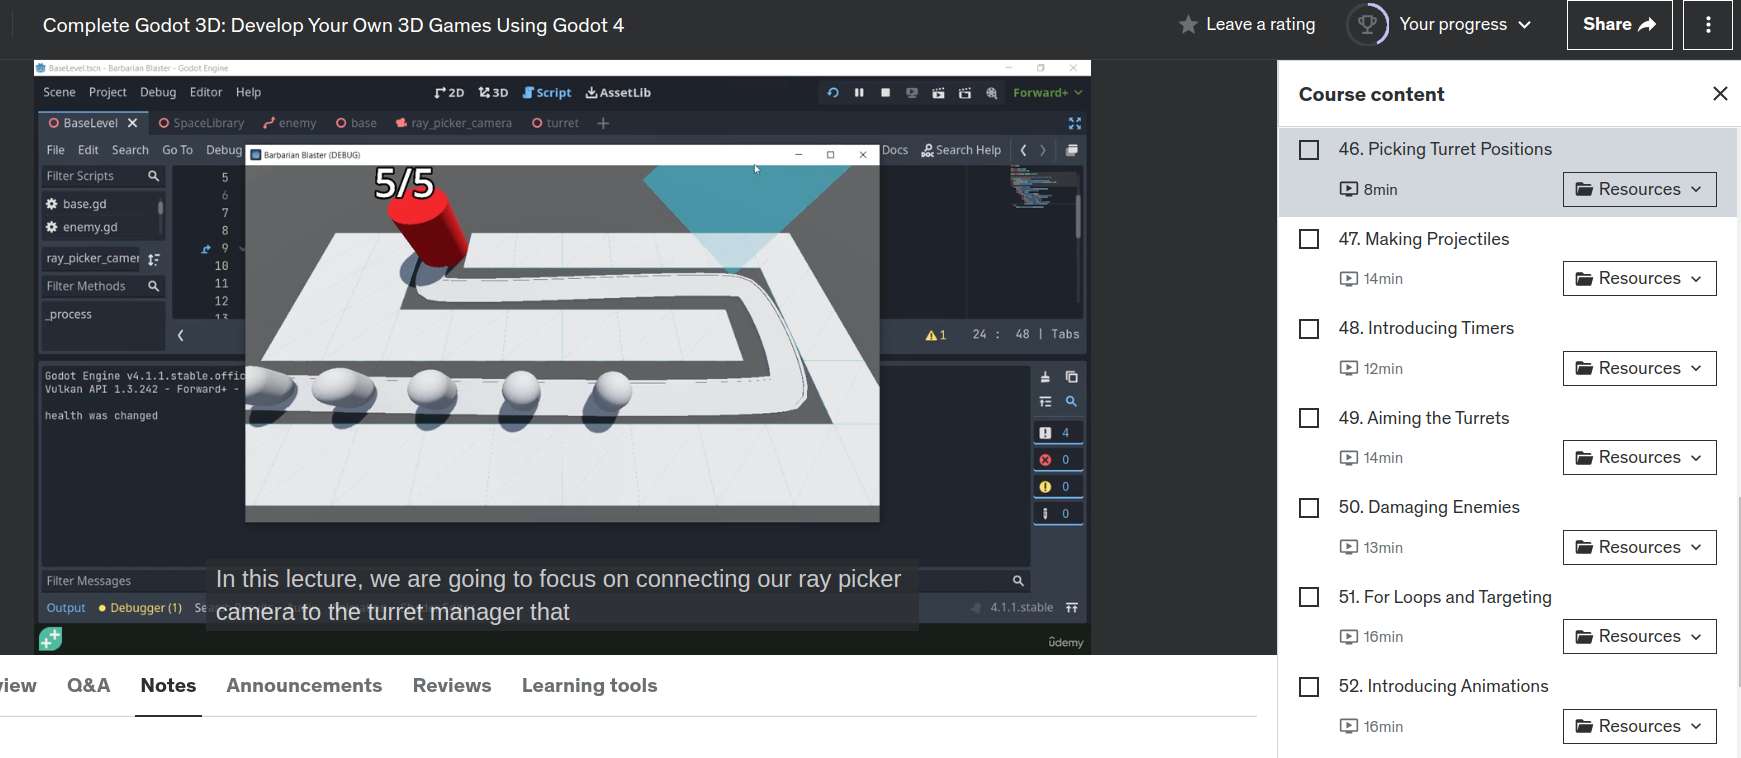 Complete Godot 3D: Develop Your Own 3D Games Using Godot 4
Leave a rating
Your progress
Share
BaseLevel.tscn - Barbarian Blaster - Godot Engine
Scene Project Debug Editor Help
2D 3D Script AssetLib
Forward+
BaseLevel SpaceLibrary enemy base ray_picker_camera turret
File Edit Search Go To Debug
Docs Search Help
Barbarian Blaster (DEBUG)
Filter Scripts
base.gd
enemy.gd
ray_picker_camer
Filter Methods
_process
5
6
7
8
9
10
11
12
13
5/5
1 24 : 48 | Tabs
Godot Engine v4.1.1.stable.offic
Vulkan API 1.3.242 - Forward+ -
health was changed
4
0
0
0
Filter Messages
In this lecture, we are going to focus on connecting our ray picker
camera to the turret manager that
Output Debugger (1)
4.1.1.stable
ûdemy
view Q&A Notes Announcements Reviews Learning tools
Course content
46. Picking Turret Positions
8min Resources
47. Making Projectiles
14min Resources
48. Introducing Timers
12min Resources
49. Aiming the Turrets
14min Resources
50. Damaging Enemies
13min Resources
51. For Loops and Targeting
16min Resources
52. Introducing Animations
16min Resources